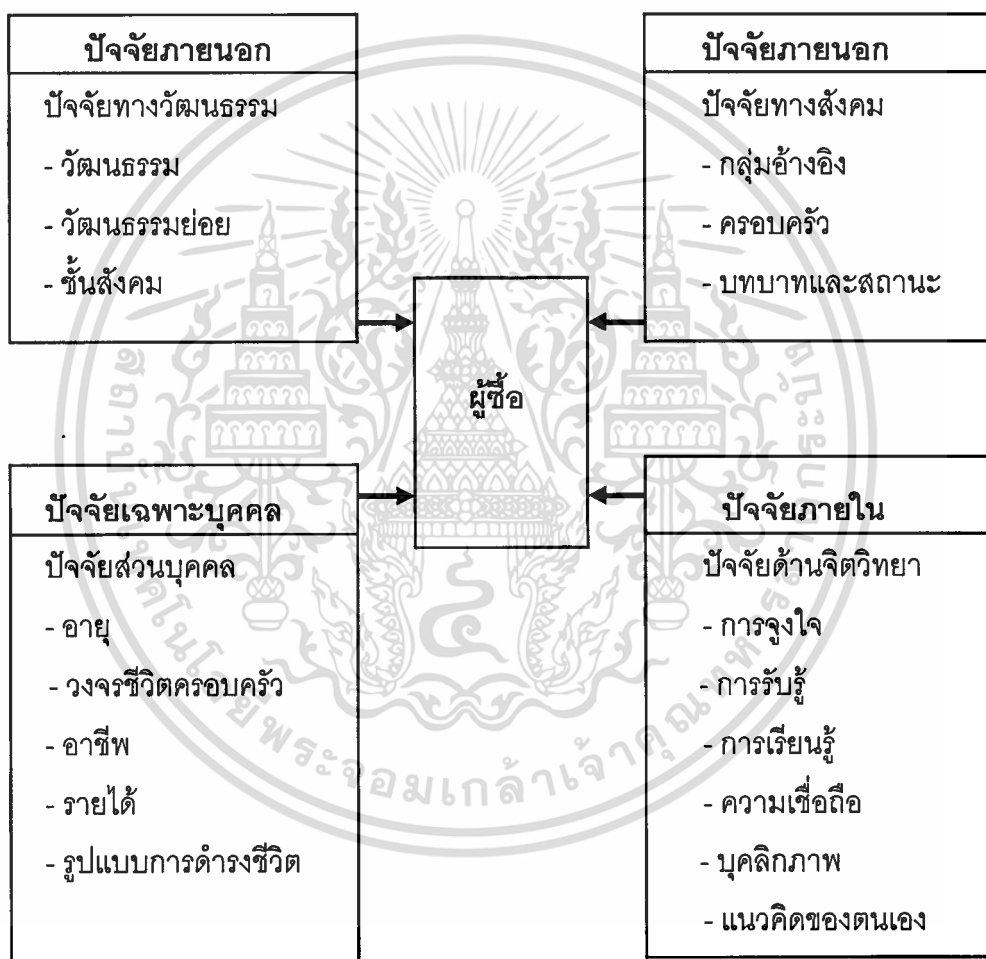 ปัจจัยภายนอก
ปัจจัยทางวัฒนธรรม
- วัฒนธรรม
- วัฒนธรรมย่อย
- ชั้นสังคม
ปัจจัยภายนอก
ปัจจัยทางสังคม
- กลุ่มอ้างอิง
- ครอบครัว
- บทบาทและสถานะ
ผู้ซื้อ
ปัจจัยเฉพาะบุคคล
ปัจจัยส่วนบุคคล
- อายุ
- วงจรชีวิตครอบครัว
- อาชีพ
- รายได้
- รูปแบบการดำรงชีวิต
ปัจจัยภายใน
ปัจจัยด้านจิตวิทยา
- การจูงใจ
- การรับรู้
- การเรียนรู้
- ความเชื่อถือ
- บุคลิกภาพ
- แนวคิดของตนเอง